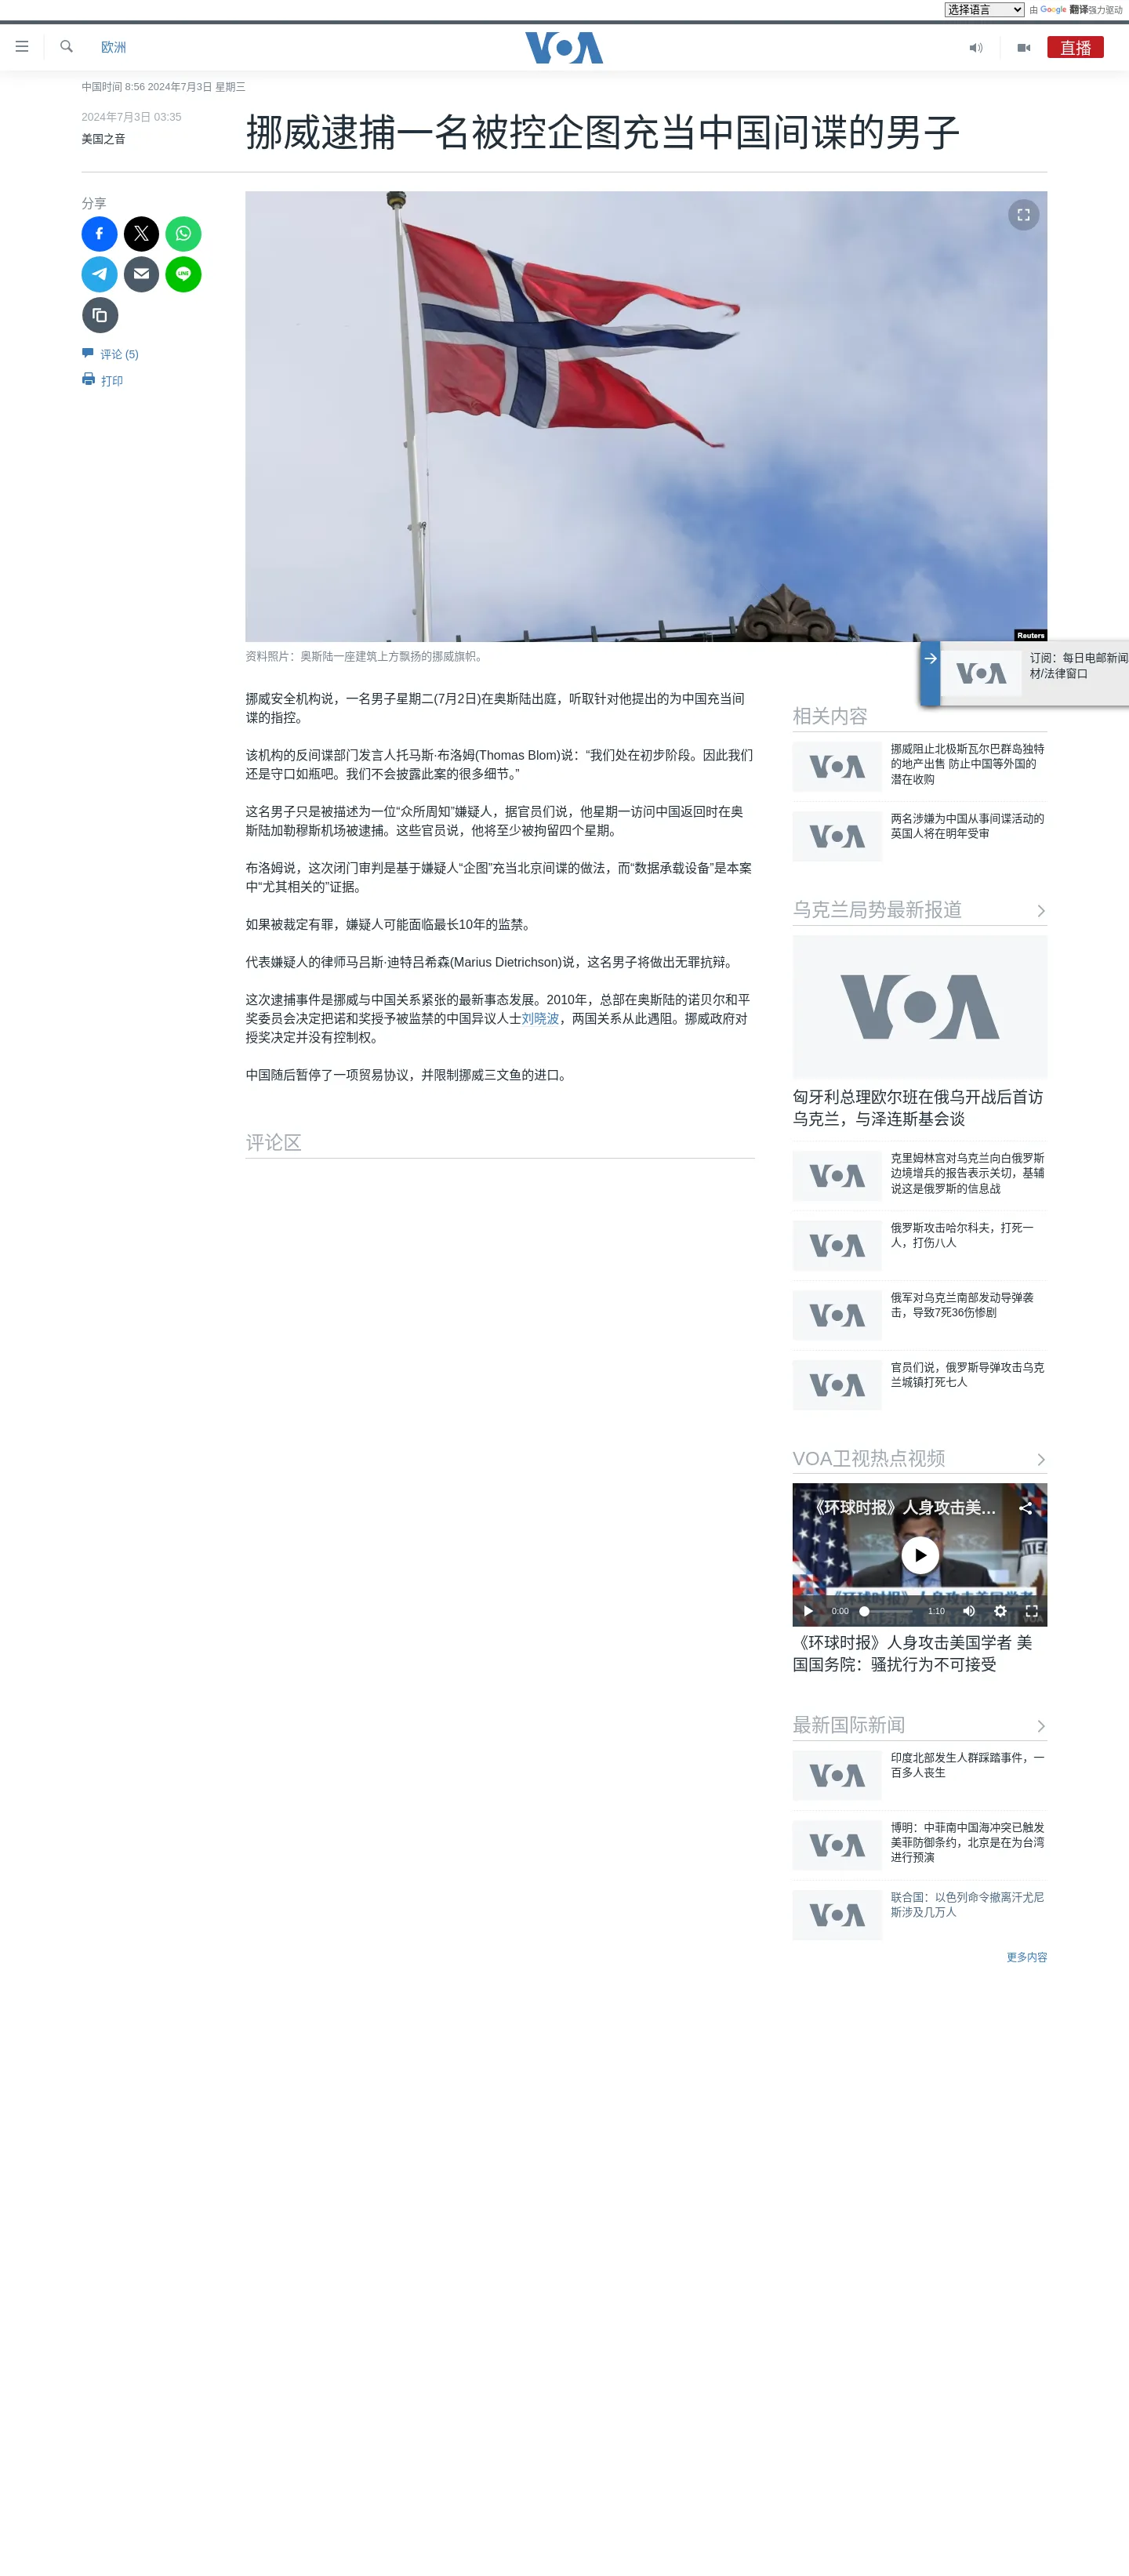 选择语言 由 Google 翻译强力驱动
欧洲
VOA
直播
中国时间 8:56 2024年7月3日 星期三
2024年7月3日 03:35
美国之音
挪威逮捕一名被控企图充当中国间谍的男子
分享
LINE
评论 (5)
打印
Reuters
资料照片：奥斯陆一座建筑上方飘扬的挪威旗帜。
VOA
订阅：每日电邮新闻
材/法律窗口
挪威安全机构说，一名男子星期二(7月2日)在奥斯陆出庭，听取针对他提出的为中国充当间
谍的指控。
该机构的反间谍部门发言人托马斯·布洛姆(Thomas Blom)说：“我们处在初步阶段。因此我们
还是守口如瓶吧。我们不会披露此案的很多细节。”
这名男子只是被描述为一位“众所周知”嫌疑人，据官员们说，他星期一访问中国返回时在奥
斯陆加勒穆斯机场被逮捕。这些官员说，他将至少被拘留四个星期。
布洛姆说，这次闭门审判是基于嫌疑人“企图”充当北京间谍的做法，而“数据承载设备”是本案
中“尤其相关的”证据。
如果被裁定有罪，嫌疑人可能面临最长10年的监禁。
代表嫌疑人的律师马吕斯·迪特吕希森(Marius Dietrichson)说，这名男子将做出无罪抗辩。
这次逮捕事件是挪威与中国关系紧张的最新事态发展。2010年，总部在奥斯陆的诺贝尔和平
奖委员会决定把诺和奖授予被监禁的中国异议人士刘晓波，两国关系从此遇阻。挪威政府对
授奖决定并没有控制权。
中国随后暂停了一项贸易协议，并限制挪威三文鱼的进口。
评论区
相关内容
VOA
挪威阻止北极斯瓦尔巴群岛独特
的地产出售 防止中国等外国的
潜在收购
VOA
两名涉嫌为中国从事间谍活动的
英国人将在明年受审
乌克兰局势最新报道
VOA
匈牙利总理欧尔班在俄乌开战后首访
乌克兰，与泽连斯基会谈
VOA
克里姆林宫对乌克兰向白俄罗斯
边境增兵的报告表示关切，基辅
说这是俄罗斯的信息战
VOA
俄罗斯攻击哈尔科夫，打死一
人，打伤八人
VOA
俄军对乌克兰南部发动导弹袭
击，导致7死36伤惨剧
VOA
官员们说，俄罗斯导弹攻击乌克
兰城镇打死七人
VOA卫视热点视频
《环球时报》人身攻击美...
《环球时报》人身攻击美国学者
0:00 1:10
VOA
《环球时报》人身攻击美国学者 美
国国务院：骚扰行为不可接受
最新国际新闻
VOA
印度北部发生人群踩踏事件，一
百多人丧生
VOA
博明：中菲南中国海冲突已触发
美菲防御条约，北京是在为台湾
进行预演
VOA
联合国：以色列命令撤离汗尤尼
斯涉及几万人
更多内容